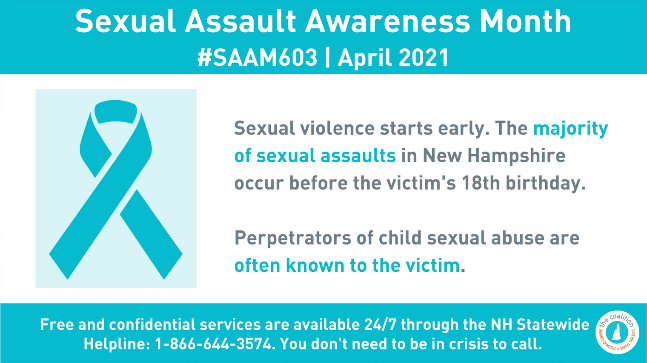 Sexual Assault Awareness Month
#SAAM603 | April 2021
Sexual violence starts early. The majority
of sexual assaults in New Hampshire
occur before the victim's 18th birthday.
Perpetrators of child sexual abuse are
often known to the victim.
Free and confidential services are available 24/7 through the NH Statewide
Helpline: 1-866-644-3574. You don't need to be in crisis to call.
the coalition